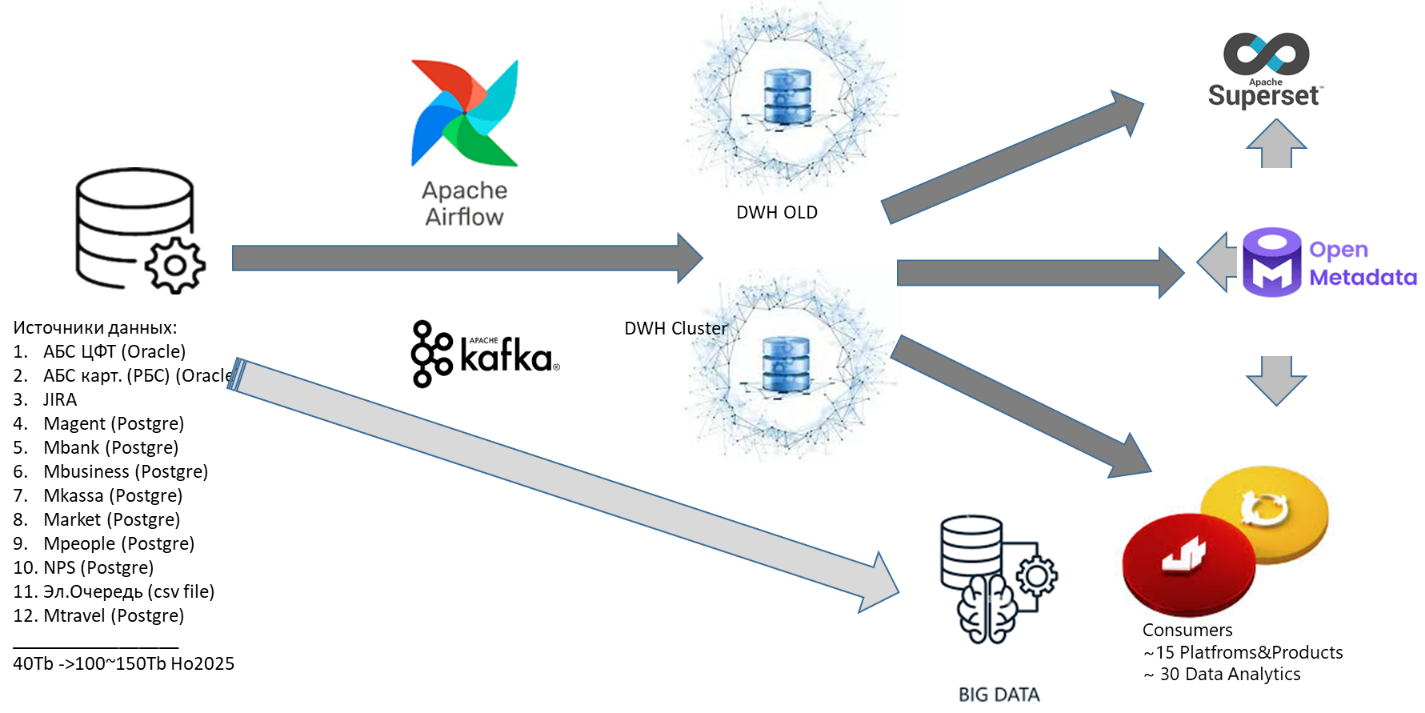 Apache
Superset™
Apache
Airflow
DWH OLD
Open
Metadata
DWH Cluster
APACHE
kafka®
Источники данных:
1. АБС ЦФТ (Oracle)
2. АБС карт. (РБС) (Oracle
3. JIRA
4. Magent (Postgre)
5. Mbank (Postgre)
6. Mbusiness (Postgre)
7. Mkassa (Postgre)
8. Market (Postgre)
9. Mpeople (Postgre)
10. NPS (Postgre)
11. Эл.Очередь (csv file)
12. Mtravel (Postgre)
40Tb ->100~150Tb Ho2025
BIG DATA
Consumers
~15 Platfroms&Products
~ 30 Data Analytics